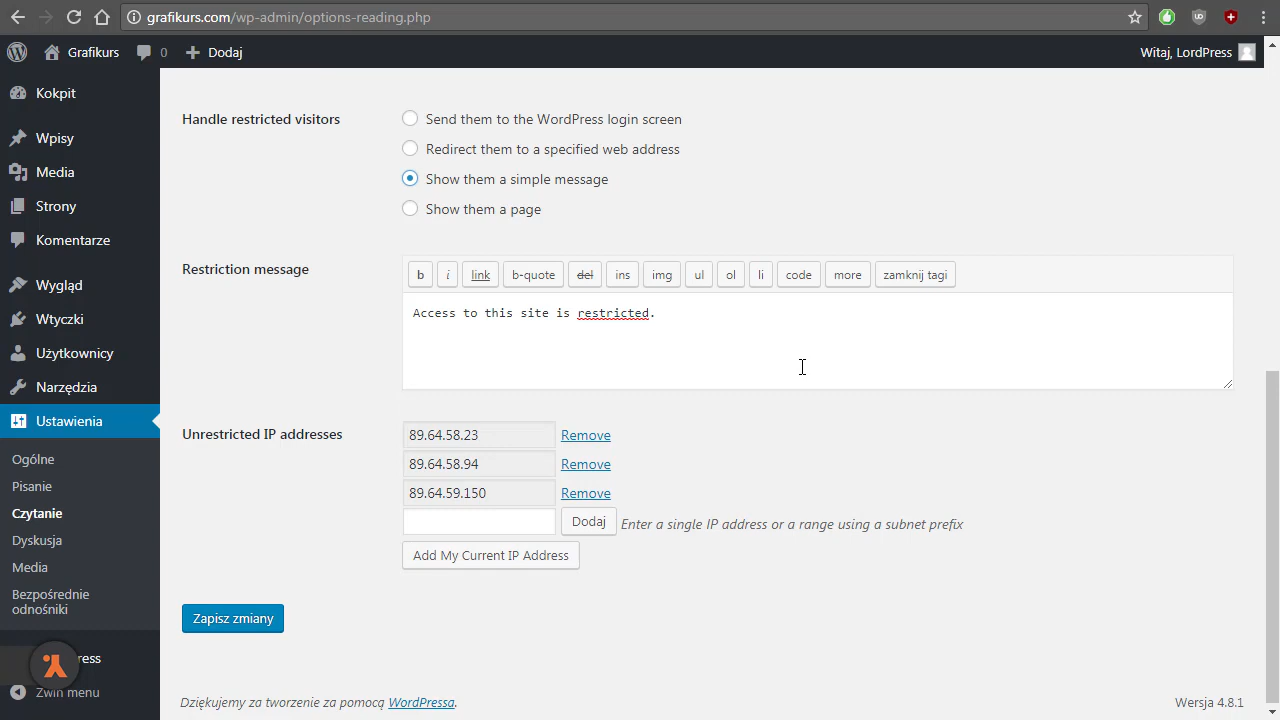 grafikurs.com/wp-admin/options-reading.php
Grafikurs 0 Dodaj Witaj, LordPress
Kokpit
Wpisy
Media
Strony
Komentarze
Wygląd
Wtyczki
Użytkownicy
Narzędzia
Ustawienia
Ogólne
Pisanie
Czytanie
Dyskusja
Media
Bezpośrednie
odnośniki
ress
Zwiń menu
Handle restricted visitors
Send them to the WordPress login screen
Redirect them to a specified web address
Show them a simple message
Show them a page
Restriction message
b i link b-quote del ins img ul ol li code more zamknij tagi
Access to this site is restricted.
Unrestricted IP addresses
89.64.58.23 Remove
89.64.58.94 Remove
89.64.59.150 Remove
Dodaj Enter a single IP address or a range using a subnet prefix
Add My Current IP Address
Zapisz zmiany
Dziękujemy za tworzenie za pomocą WordPressa. Wersja 4.8.1